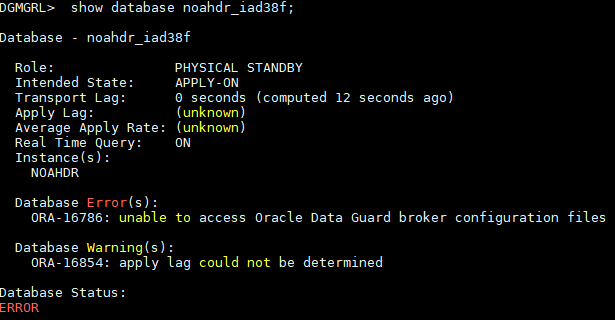 DGMGRL>  show database noahdr_iad38f;
Database - noahdr_iad38f
Role:               PHYSICAL STANDBY
Intended State:     APPLY-ON
Transport Lag:      0 seconds (computed 12 seconds ago)
Apply Lag:          (unknown)
Average Apply Rate: (unknown)
Real Time Query:    ON
Instance(s):
NOAHDR
Database Error(s):
ORA-16786: unable to access Oracle Data Guard broker configuration files
Database Warning(s):
ORA-16854: apply lag could not be determined
Database Status:
ERROR